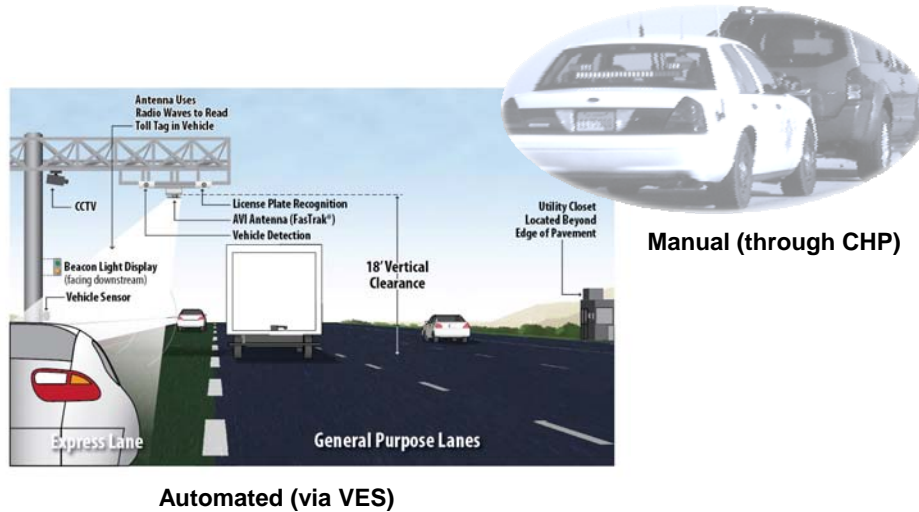 Antenna Uses
Radio Waves to Read
Toll Tag in Vehicle
CCTV
License Plate Recognition
AVI Antenna (FasTrak®)
Vehicle Detection
Utility Closet
Located Beyond
Edge of Pavement
Manual (through CHP)
18' Vertical
Clearance
Beacon Light Display
(facing downstream)
Vehicle Sensor
Express Lane
General Purpose Lanes
Automated (via VES)